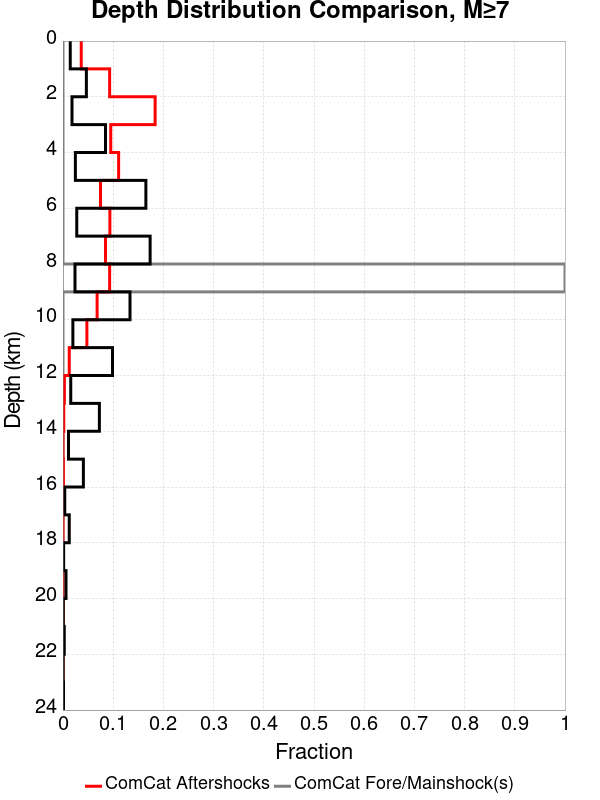 Depth Distribution Comparison, M≥7
0
2
4
6
8
10
12
14
16
18
20
22
24
Depth (km)
0 0.1 0.2 0.3 0.4 0.5 0.6 0.7 0.8 0.9 1
Fraction
ComCat Aftershocks ComCat Fore/Mainshock(s)